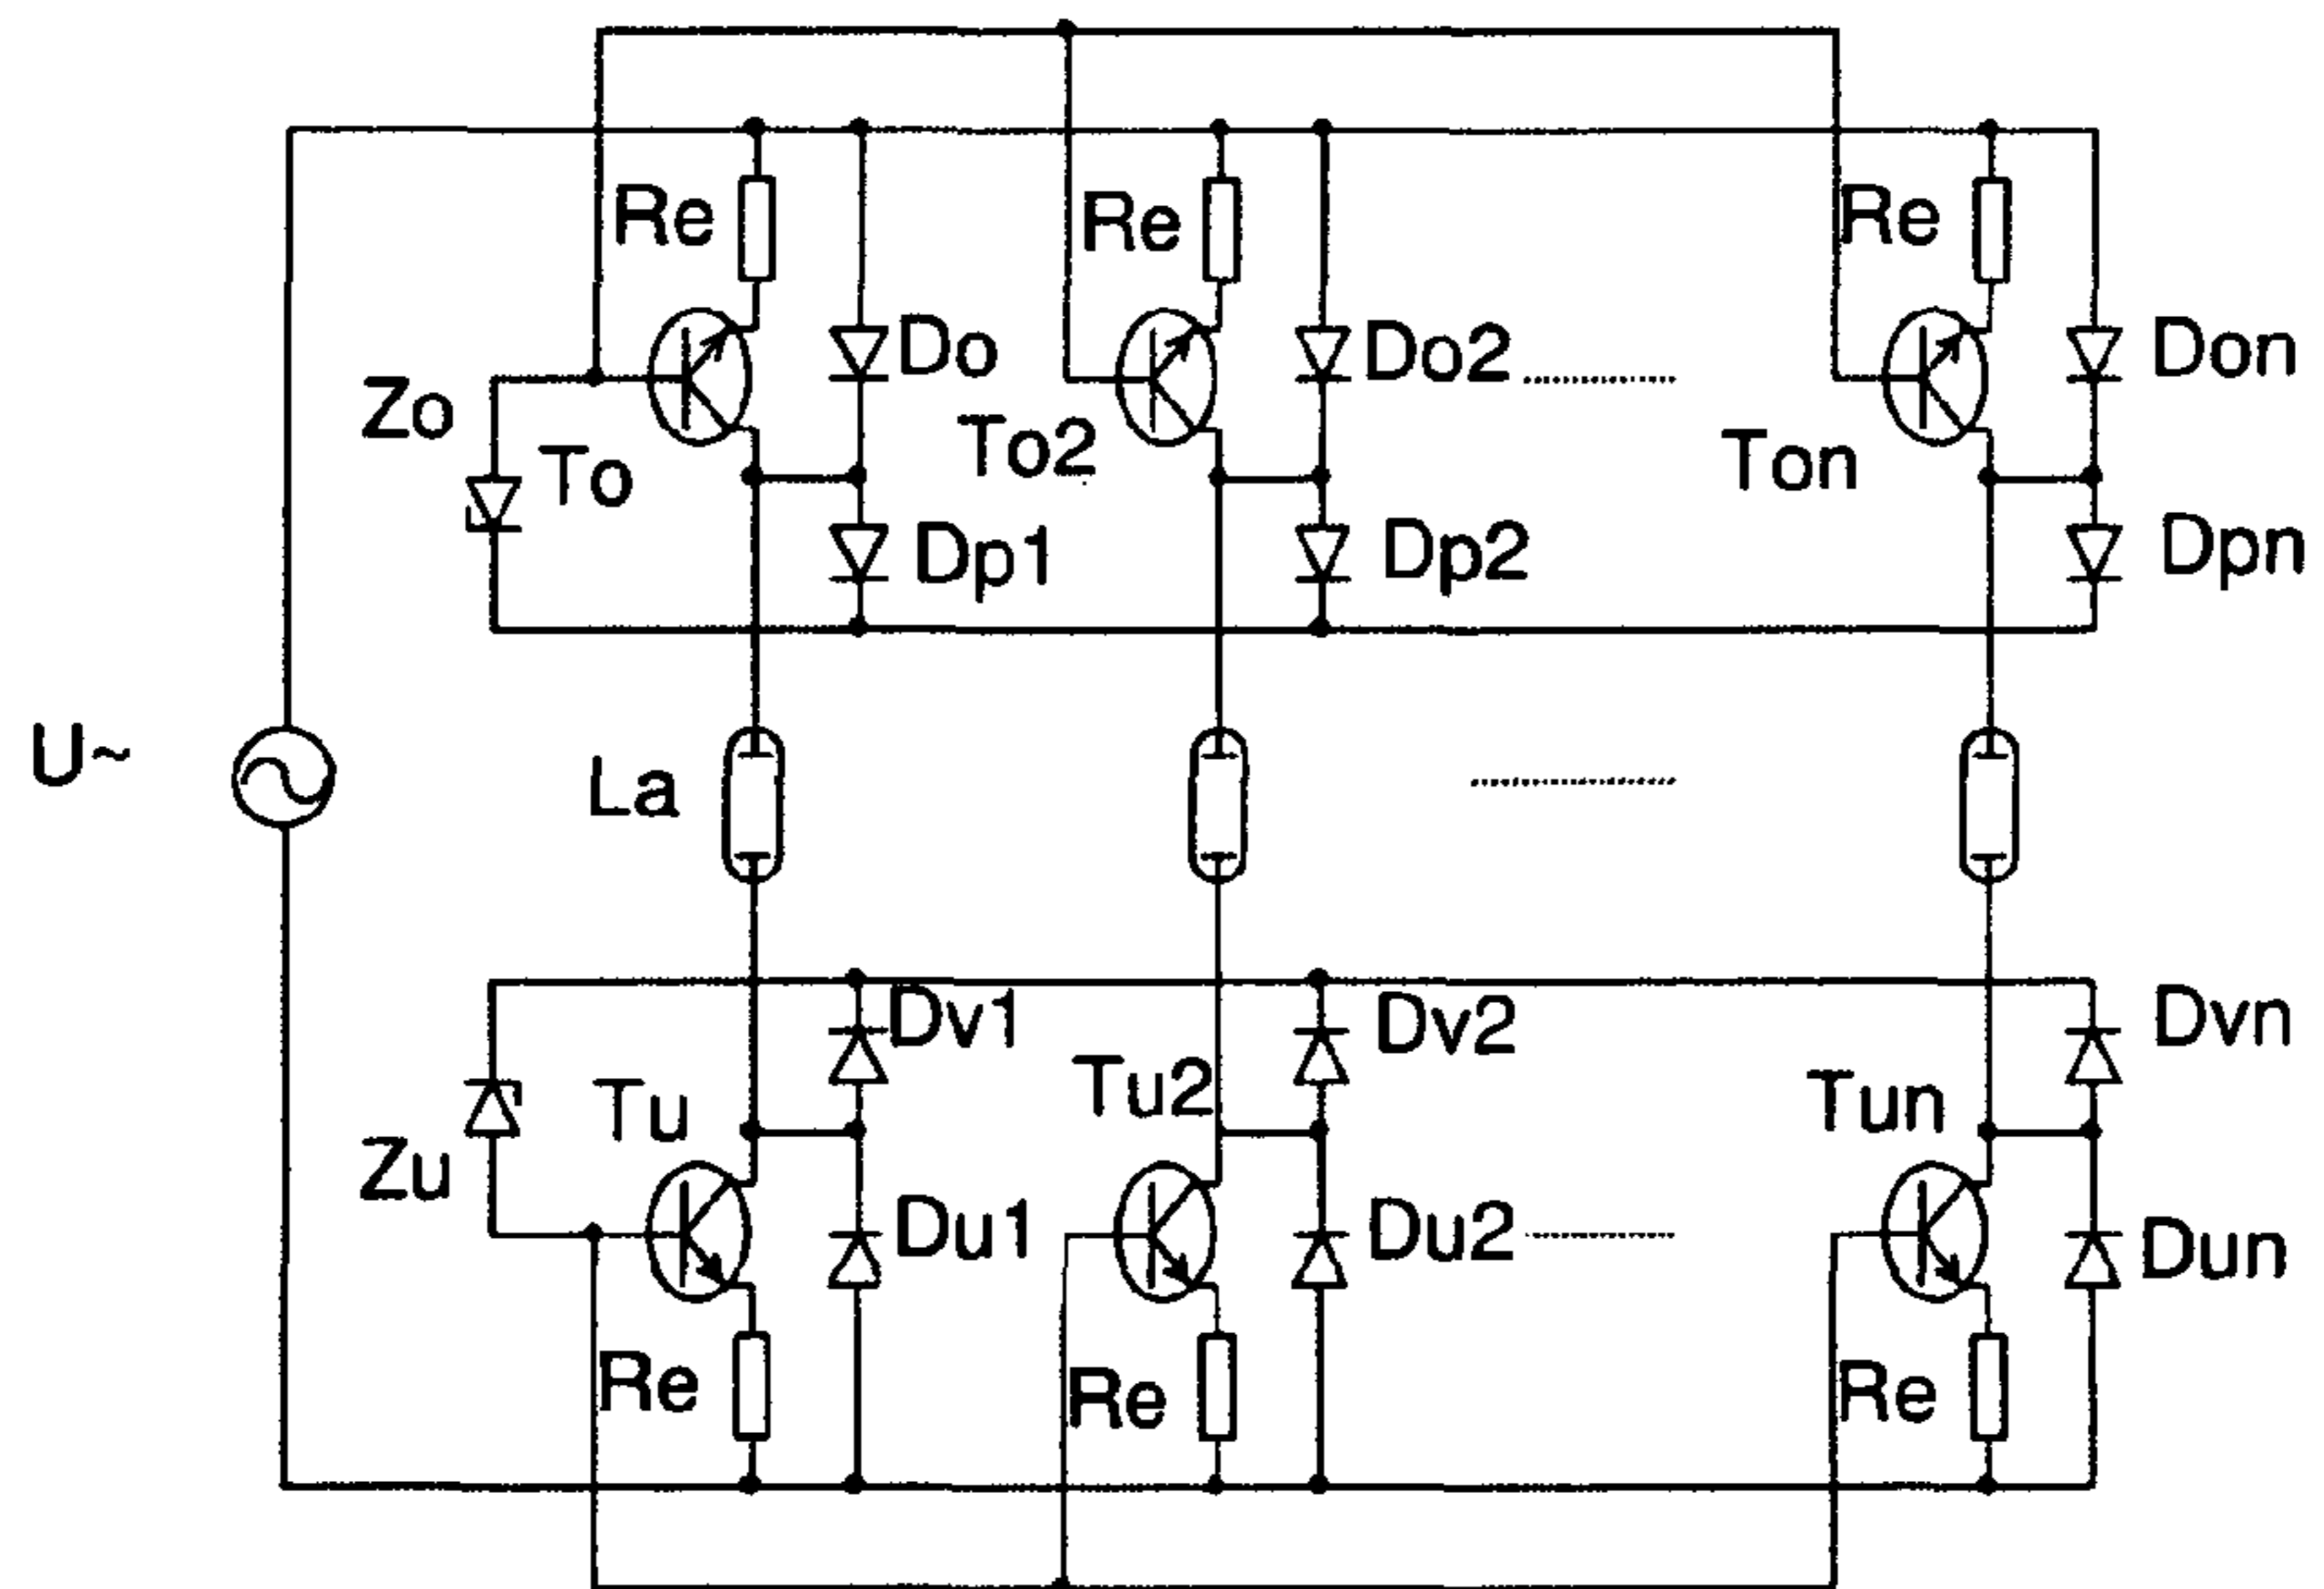 Re Re Re
Do Do2 Don
Zo To To2 Ton
Dp1 Dp2 Dpn
U~ La
Dv1 Dv2 Dvn
Tu Tu2 Tun
Zu Du1 Du2 Dun
Re Re Re